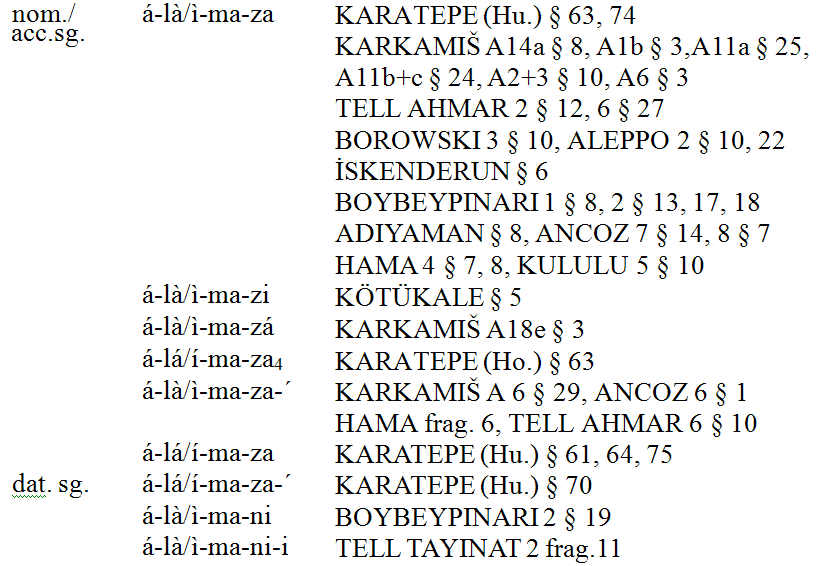 nom./ á-là/ì-ma-za KARATEPE (Hu.) § 63, 74
acc.sg. KARKAMIŠ A14a § 8, A1b § 3,A11a § 25,
A11b+c § 24, A2+3 § 10, A6 § 3
TELL AHMAR 2 § 12, 6 § 27
BOROWSKI 3 § 10, ALEPPO 2 § 10, 22
İSKENDERUN § 6
BOYBEYPINARI 1 § 8, 2 § 13, 17, 18
ADIYAMAN § 8, ANCOZ 7 § 14, 8 § 7
HAMA 4 § 7, 8, KULULU 5 § 10
á-là/ì-ma-zi KÖTÜKALE § 5
á-là/ì-ma-zá KARKAMIŠ A18e § 3
á-lá/í-ma-za₄ KARATEPE (Ho.) § 63
á-là/ì-ma-za-´ KARKAMIŠ A 6 § 29, ANCOZ 6 § 1
HAMA frag. 6, TELL AHMAR 6 § 10
á-lá/í-ma-za KARATEPE (Hu.) § 61, 64, 75
dat. sg. á-lá/í-ma-za-´ KARATEPE (Hu.) § 70
á-là/ì-ma-ni BOYBEYPINARI 2 § 19
á-là/ì-ma-ni-i TELL TAYINAT 2 frag.11